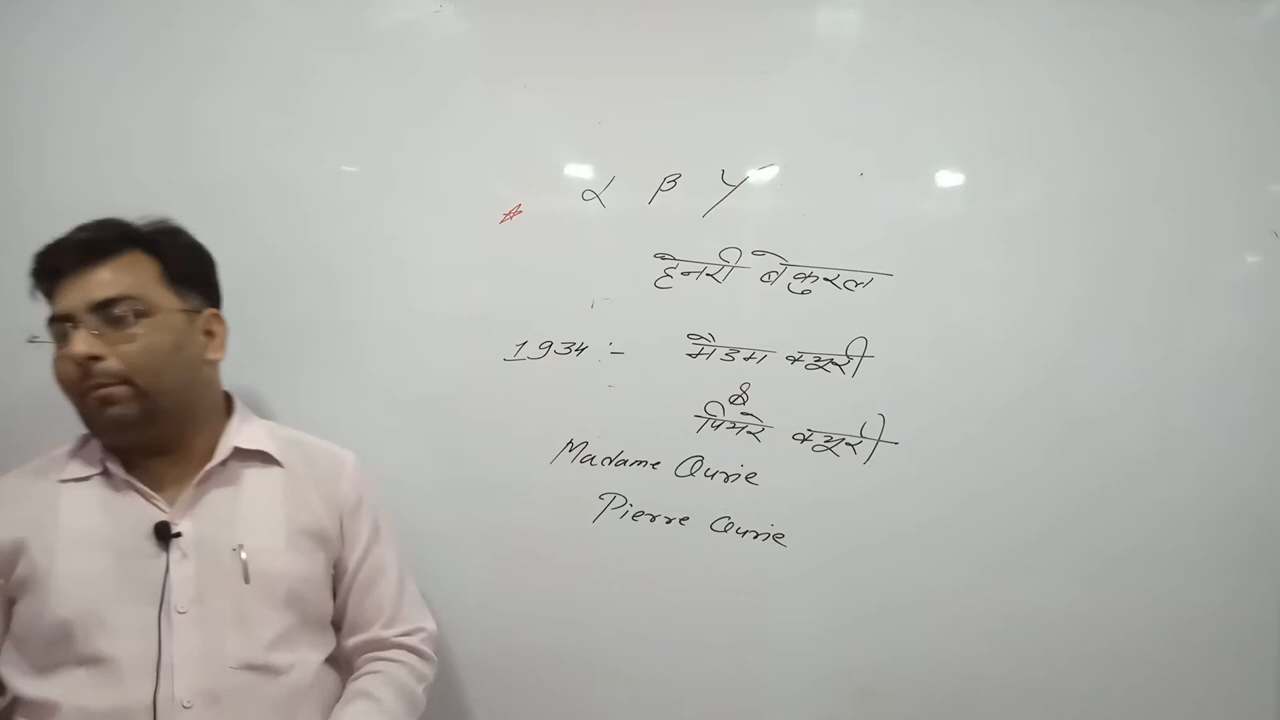 α β γ
हेनरी बेकुरल
1934 :- मैडम क्यूरी
&
पियरे क्यूरी
Madame Curie
Pierre Curie